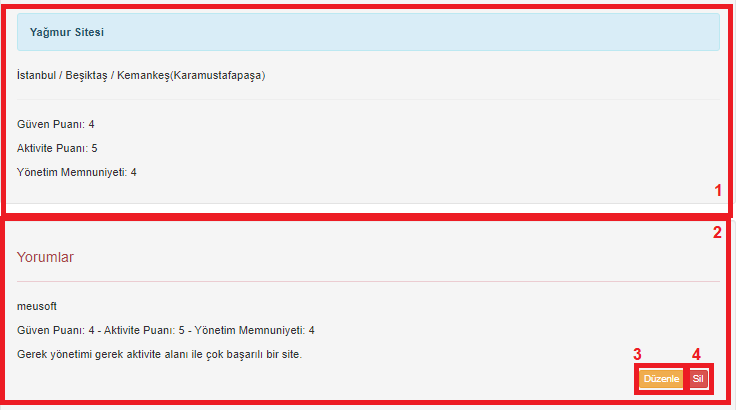 Yağmur Sitesi
İstanbul / Beşiktaş / Kemankeş(Karamustafapaşa)
Güven Puanı: 4
Aktivite Puanı: 5
Yönetim Memnuniyeti: 4
1
2
Yorumlar
meusoft
Güven Puanı: 4 - Aktivite Puanı: 5 - Yönetim Memnuniyeti: 4
Gerek yönetimi gerek aktivite alanı ile çok başarılı bir site.
3 4
Düzenle Sil